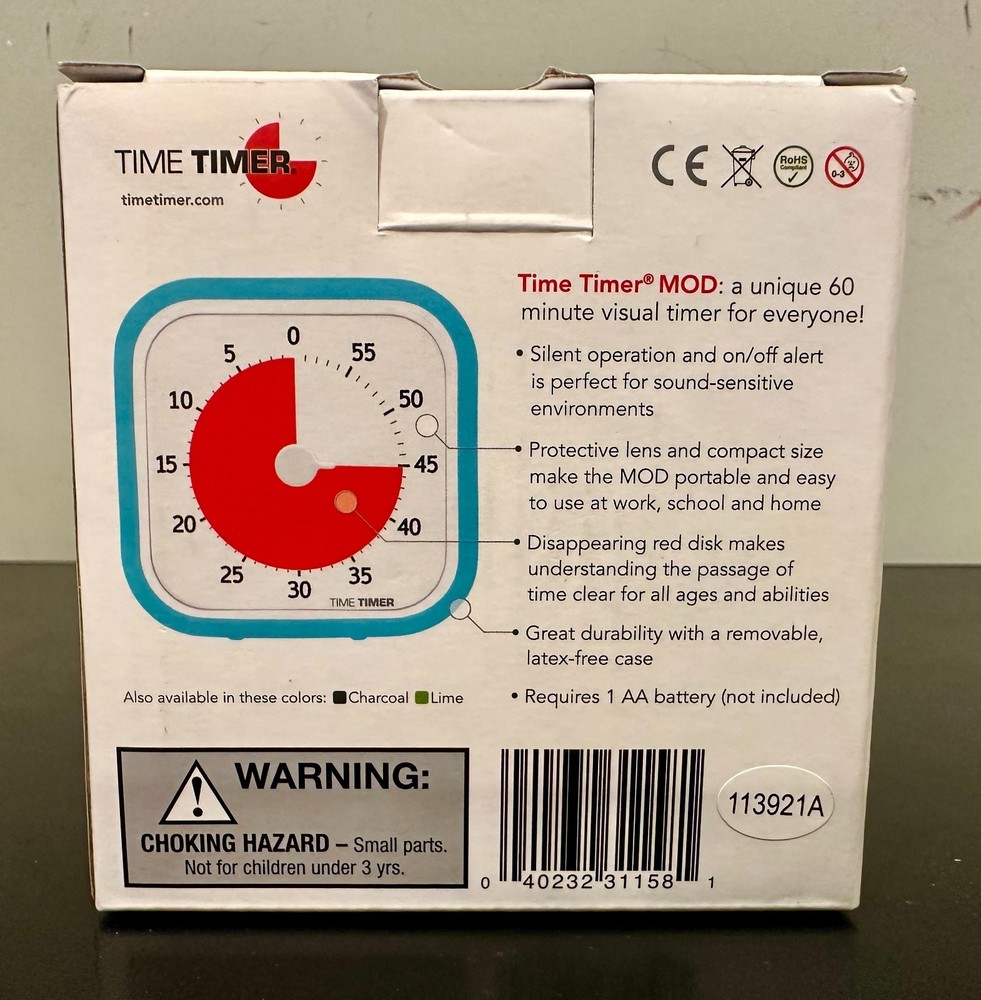 TIME TIMER®
timetimer.com
CE
RoHS
Compliant
0-3
Time Timer® MOD: a unique 60
minute visual timer for everyone!
• Silent operation and on/off alert
is perfect for sound-sensitive
environments
• Protective lens and compact size
make the MOD portable and easy
to use at work, school and home
• Disappearing red disk makes
understanding the passage of
time clear for all ages and abilities
• Great durability with a removable,
latex-free case
• Requires 1 AA battery (not included)
0
5
10
15
20
25
30
35
40
45
50
55
TIME TIMER
Also available in these colors: Charcoal Lime
WARNING:
CHOKING HAZARD – Small parts.
Not for children under 3 yrs.
0 40232 31158 1
113921A